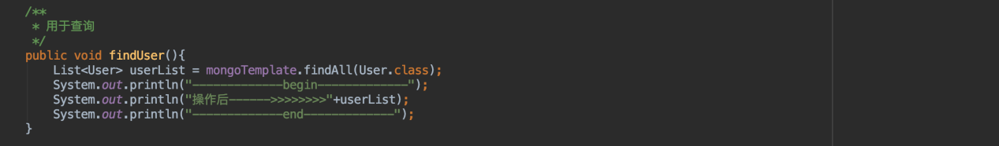 /**
 * 用于查询
 */
public void findUser(){
    List<User> userList = mongoTemplate.findAll(User.class);
    System.out.println("-------------begin-------------");
    System.out.println("操作后------>>>>>>>>"+userList);
    System.out.println("-------------end-------------");
}